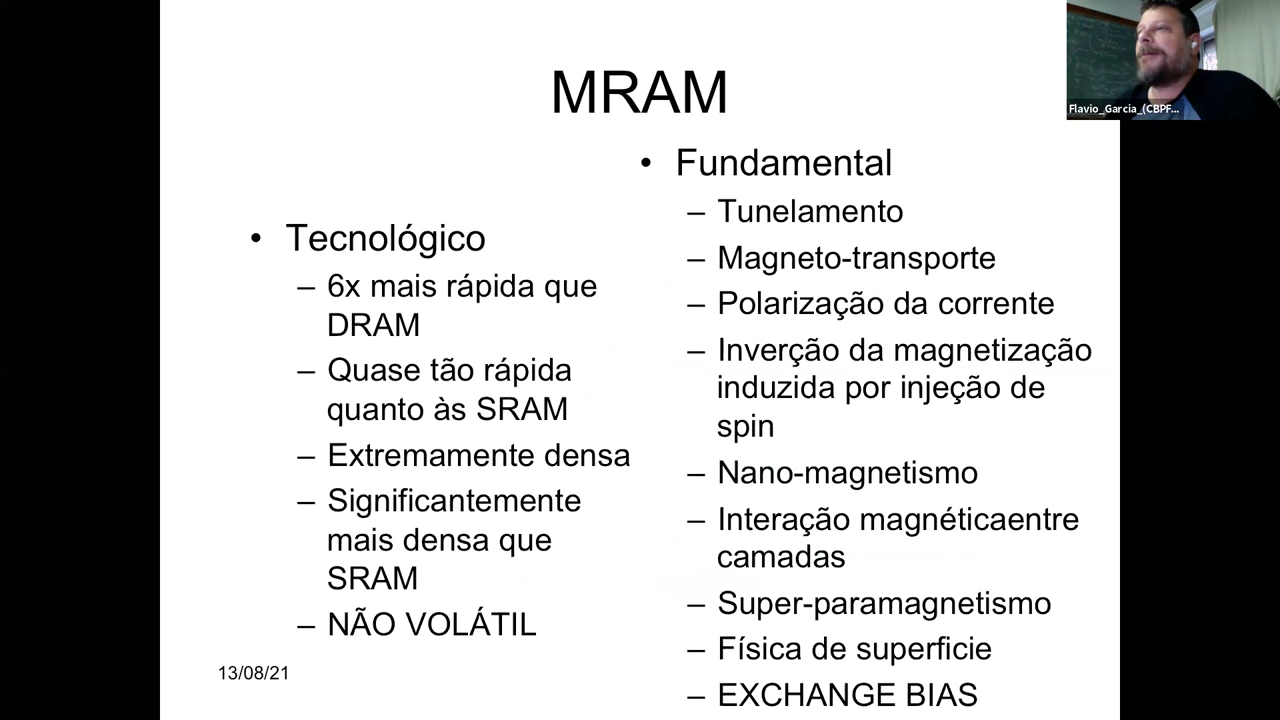 MRAM
• Tecnológico
– 6x mais rápida que
DRAM
– Quase tão rápida
quanto às SRAM
– Extremamente densa
– Significantemente
mais densa que
SRAM
– NÃO VOLÁTIL
13/08/21
• Fundamental
– Tunelamento
– Magneto-transporte
– Polarização da corrente
– Inverção da magnetização
induzida por injeção de
spin
– Nano-magnetismo
– Interação magnéticaentre
camadas
– Super-paramagnetismo
– Física de superficie
– EXCHANGE BIAS
Flavio_Garcia_(CBPF...